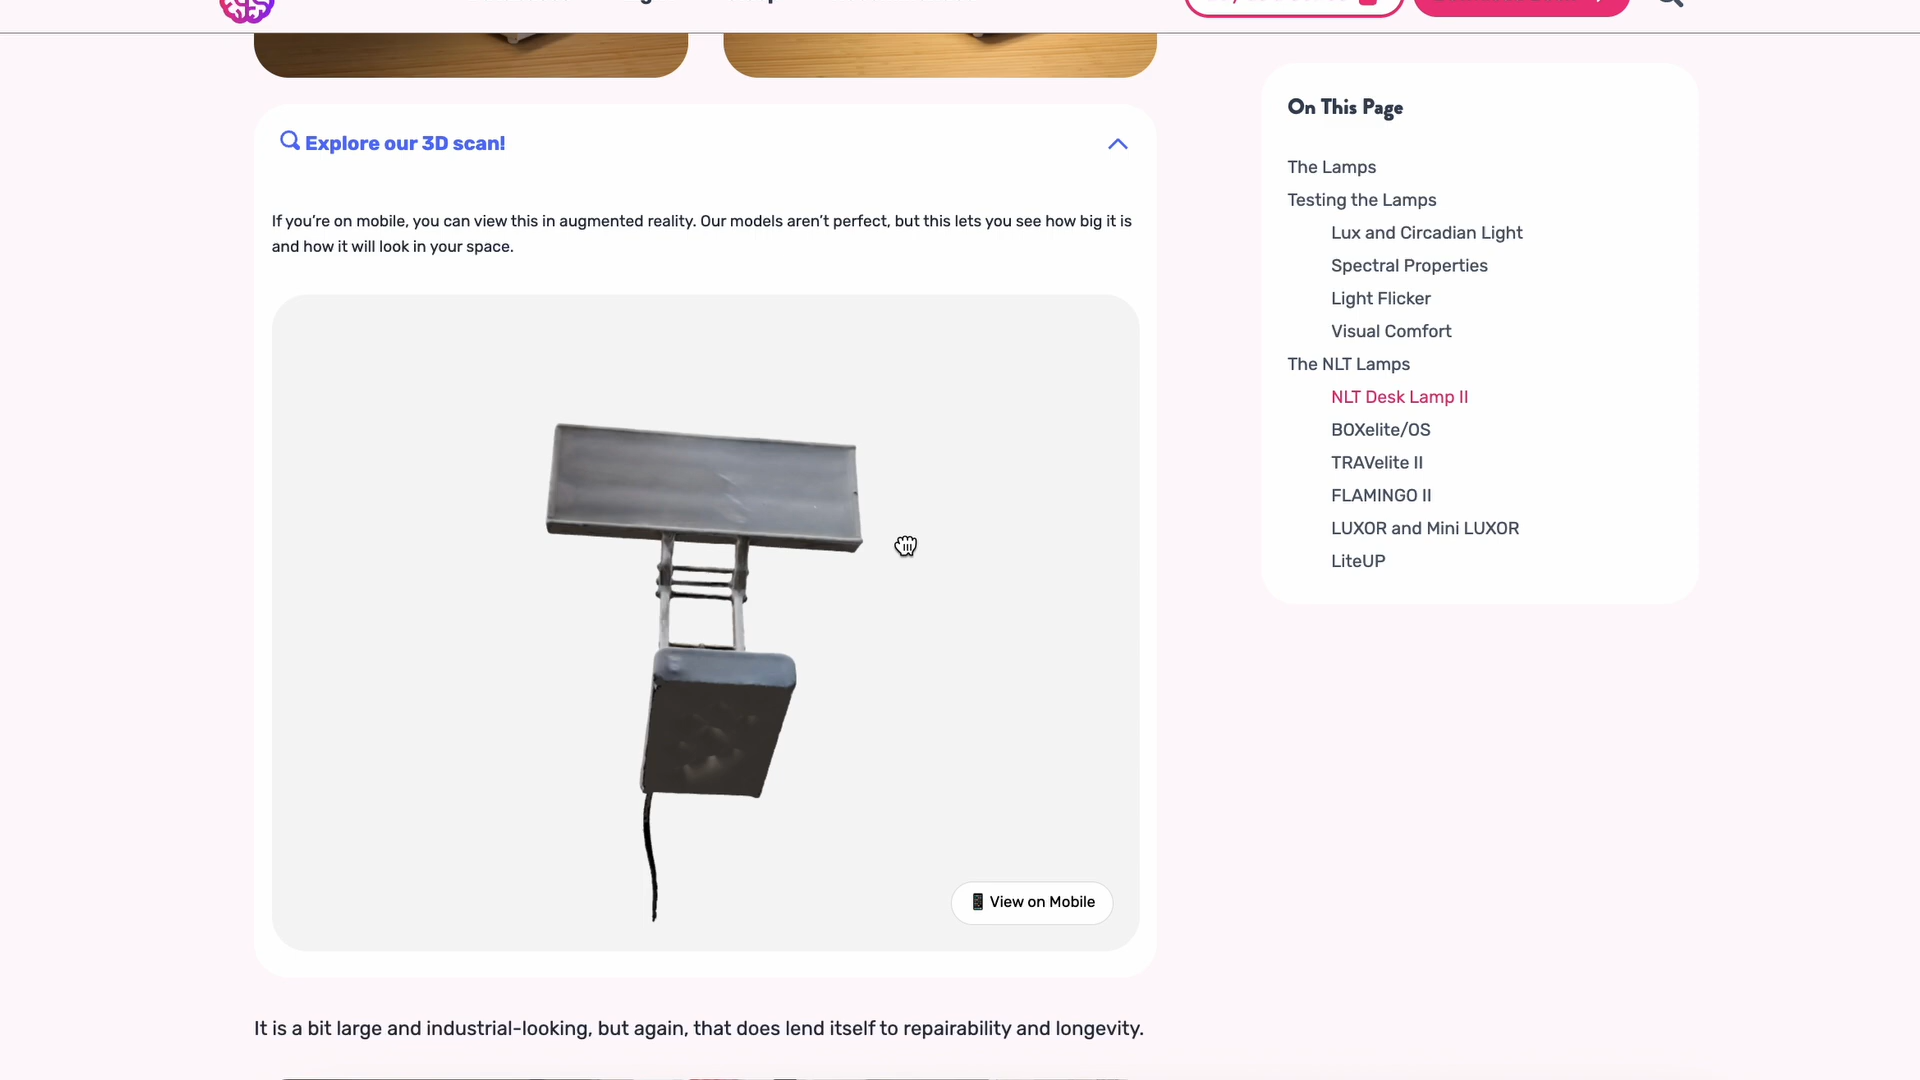 Explore our 3D scan!
If you're on mobile, you can view this in augmented reality. Our models aren't perfect, but this lets you see how big it is
and how it will look in your space.
View on Mobile
It is a bit large and industrial-looking, but again, that does lend itself to repairability and longevity.
On This Page
The Lamps
Testing the Lamps
Lux and Circadian Light
Spectral Properties
Light Flicker
Visual Comfort
The NLT Lamps
NLT Desk Lamp II
BOXelite/OS
TRAVelite II
FLAMINGO II
LUXOR and Mini LUXOR
LiteUP